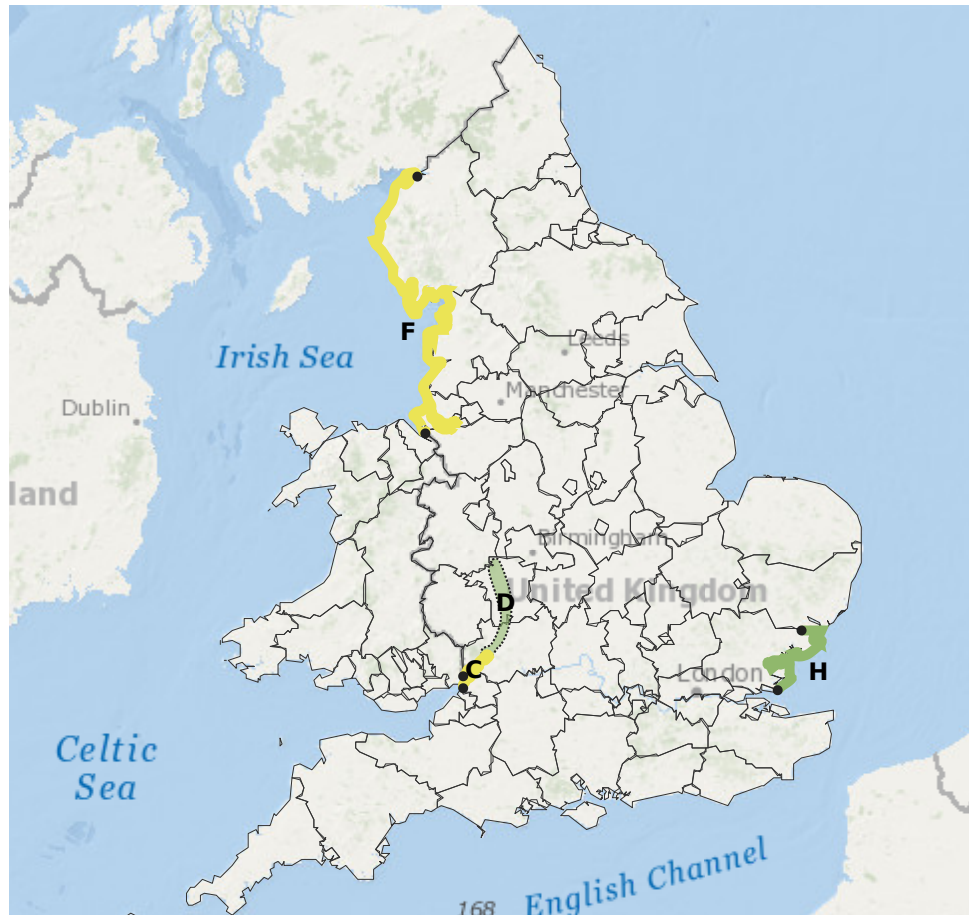 F
Leeds
Irish Sea
Manchester
Dublin
land
Birmingham
United Kingdom
D
London
C
H
Celtic
Sea
English Channel
168